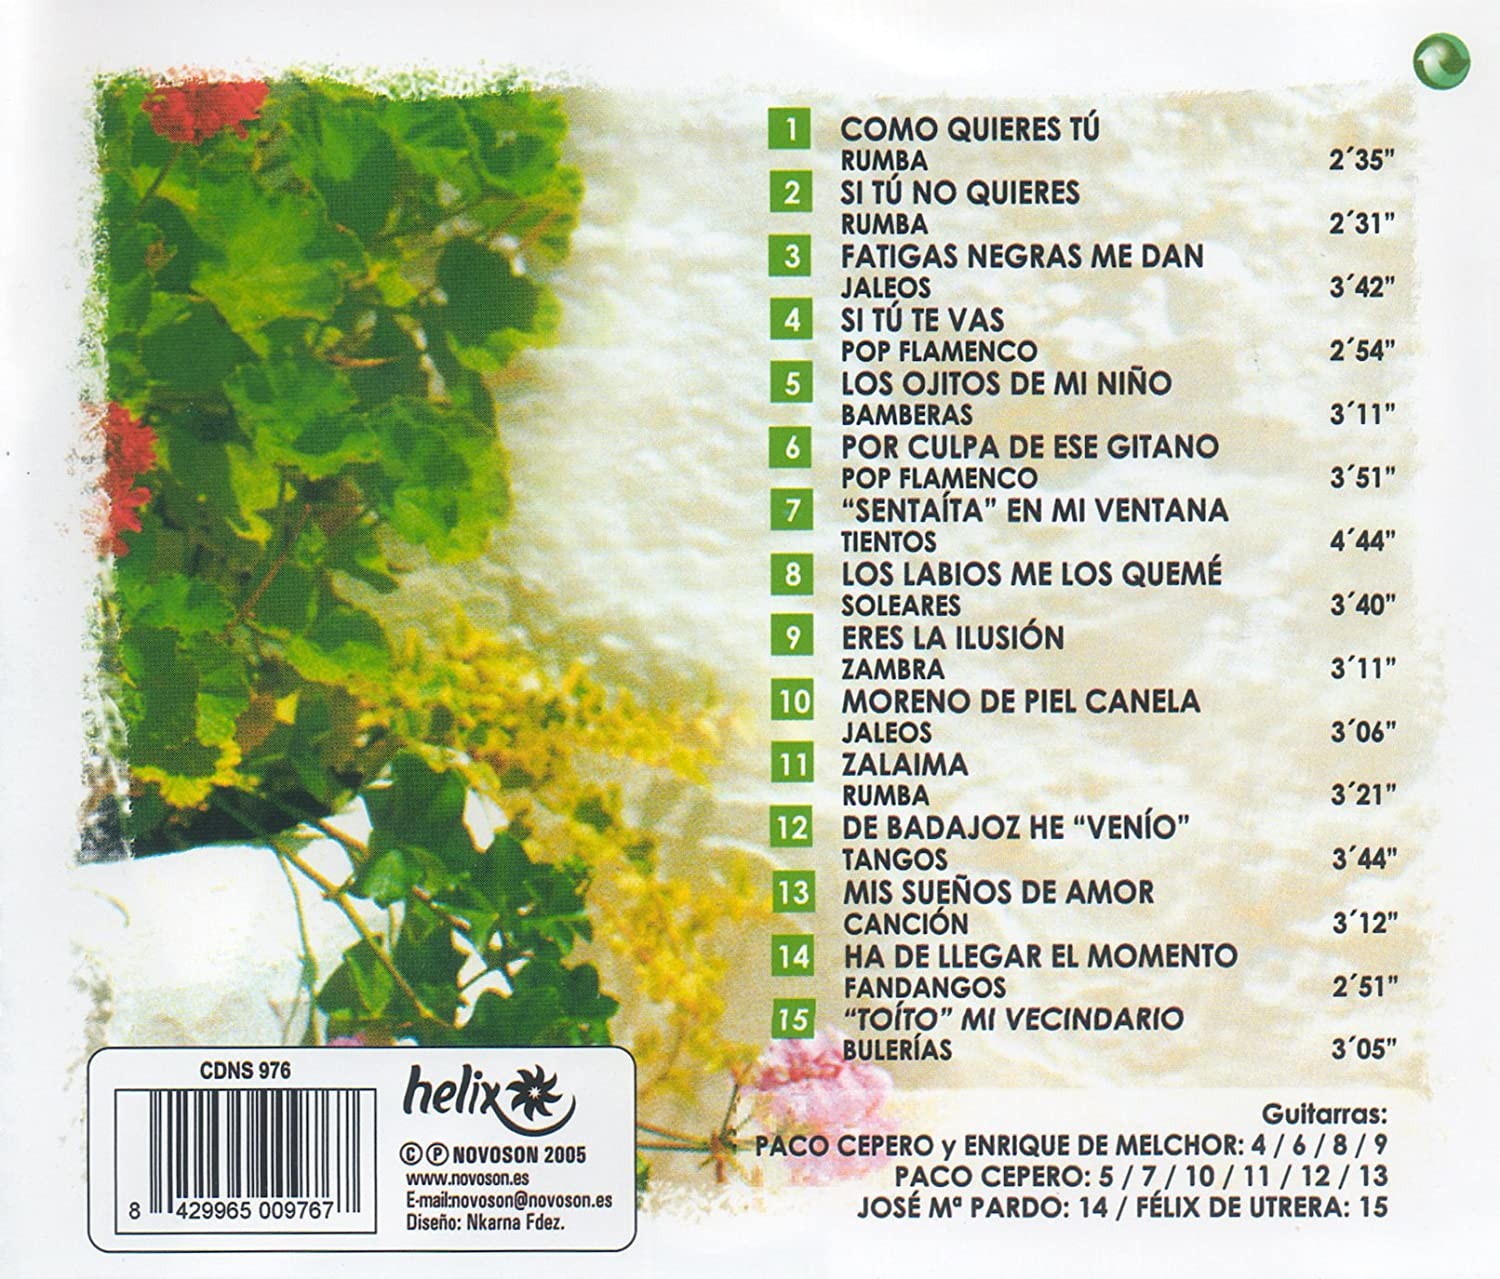 1 COMO QUIERES TÚ
RUMBA 2´35”
2 SI TÚ NO QUIERES
RUMBA 2´31”
3 FATIGAS NEGRAS ME DAN
JALEOS 3´42”
4 SI TÚ TE VAS
POP FLAMENCO 2´54”
5 LOS OJITOS DE MI NIÑO
BAMBERAS 3´11”
6 POR CULPA DE ESE GITANO
POP FLAMENCO 3´51”
7 “SENTAÍTA” EN MI VENTANA
TIENTOS 4´44”
8 LOS LABIOS ME LOS QUEMÉ
SOLEARES 3´40”
9 ERES LA ILUSIÓN
ZAMBRA 3´11”
10 MORENO DE PIEL CANELA
JALEOS 3´06”
11 ZALAIMA
RUMBA 3´21”
12 DE BADAJOZ HE “VENÍO”
TANGOS 3´44”
13 MIS SUEÑOS DE AMOR
CANCIÓN 3´12”
14 HA DE LLEGAR EL MOMENTO
FANDANGOS 2´51”
15 “TOÍTO” MI VECINDARIO
BULERÍAS 3´05”
Guitarras:
PACO CEPERO y ENRIQUE DE MELCHOR: 4 / 6 / 8 / 9
PACO CEPERO: 5 / 7 / 10 / 11 / 12 / 13
JOSÉ Mª PARDO: 14 / FÉLIX DE UTRERA: 15
CDNS 976
8 429965 009767
helix
© ℗ NOVOSON 2005
www.novoson.es
E-mail:novoson@novoson.es
Diseño: Nkarna Fdez.